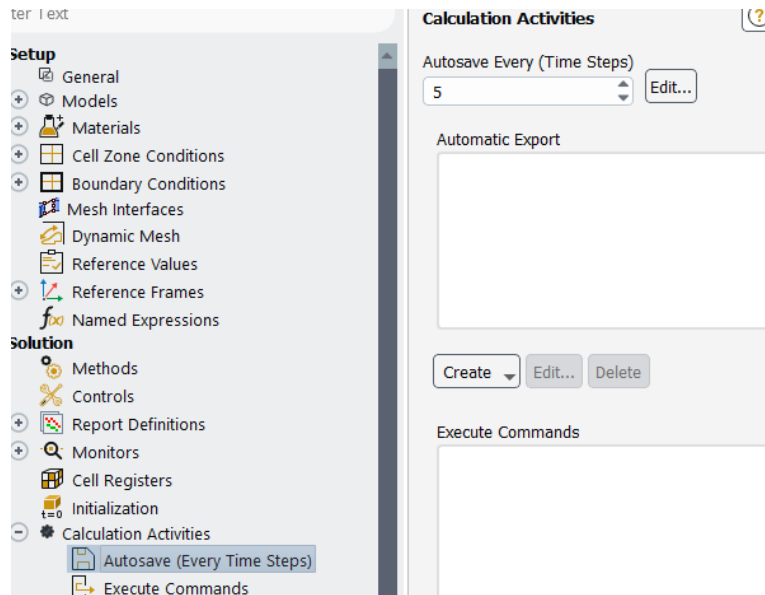 Setup
General
Models
Materials
Cell Zone Conditions
Boundary Conditions
Mesh Interfaces
Dynamic Mesh
Reference Values
Reference Frames
f(x) Named Expressions
Solution
Methods
Controls
Report Definitions
Monitors
Cell Registers
t=0 Initialization
Calculation Activities
Autosave (Every Time Steps)
Execute Commands
Calculation Activities
?
Autosave Every (Time Steps)
5 Edit...
Automatic Export
Create Edit... Delete
Execute Commands